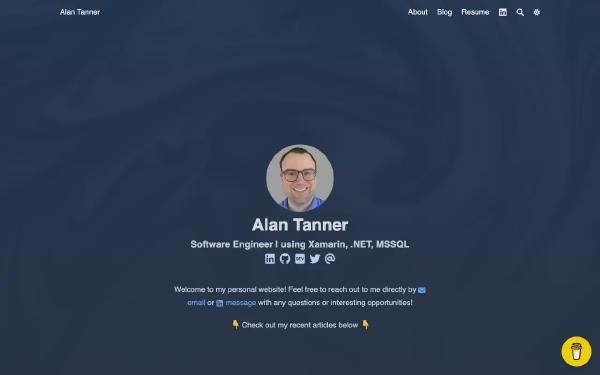 Alan Tanner
About Blog Resume
Alan Tanner
Software Engineer | using Xamarin, .NET, MSSQL
DEV
Welcome to my personal website! Feel free to reach out to me directly by
email or message with any questions or interesting opportunities!
👇 Check out my recent articles below 👇